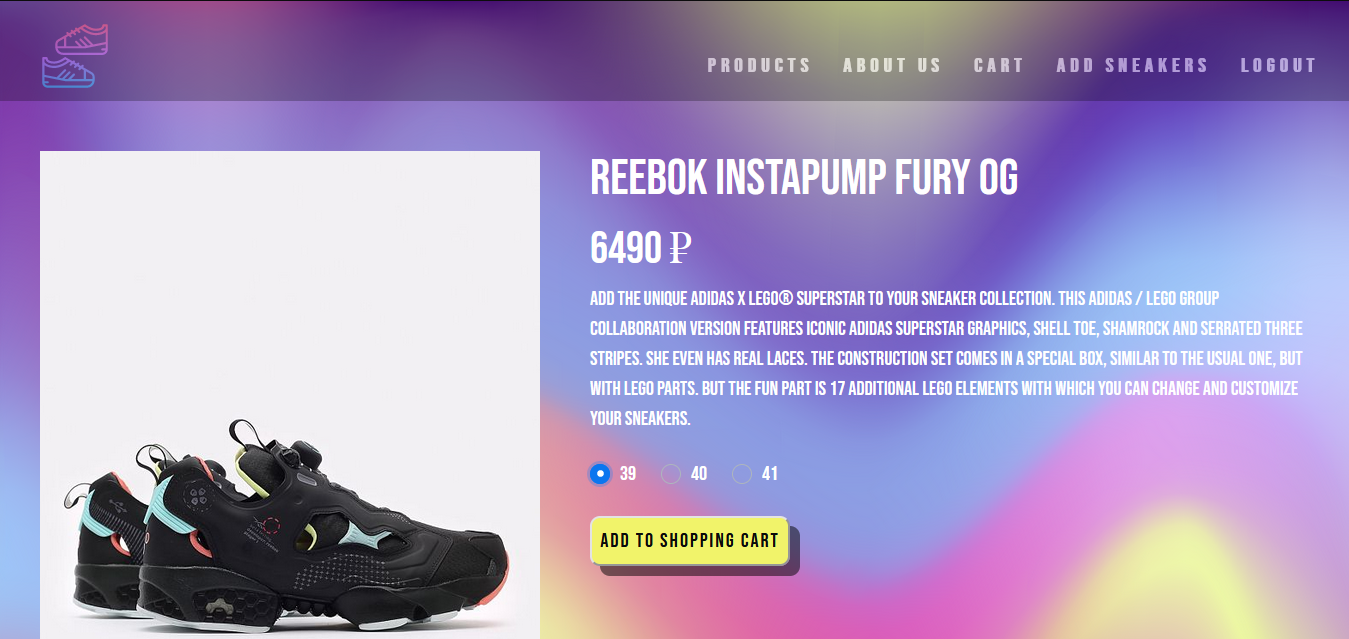 PRODUCTS ABOUT US CART ADD SNEAKERS LOGOUT
REEBOK INSTAPUMP FURY OG
6490 ₽
ADD THE UNIQUE ADIDAS X LEGO® SUPERSTAR TO YOUR SNEAKER COLLECTION. THIS ADIDAS / LEGO GROUP
COLLABORATION VERSION FEATURES ICONIC ADIDAS SUPERSTAR GRAPHICS, SHELL TOE, SHAMROCK AND SERRATED THREE
STRIPES. SHE EVEN HAS REAL LACES. THE CONSTRUCTION SET COMES IN A SPECIAL BOX, SIMILAR TO THE USUAL ONE, BUT
WITH LEGO PARTS. BUT THE FUN PART IS 17 ADDITIONAL LEGO ELEMENTS WITH WHICH YOU CAN CHANGE AND CUSTOMIZE
YOUR SNEAKERS.
39 40 41
ADD TO SHOPPING CART